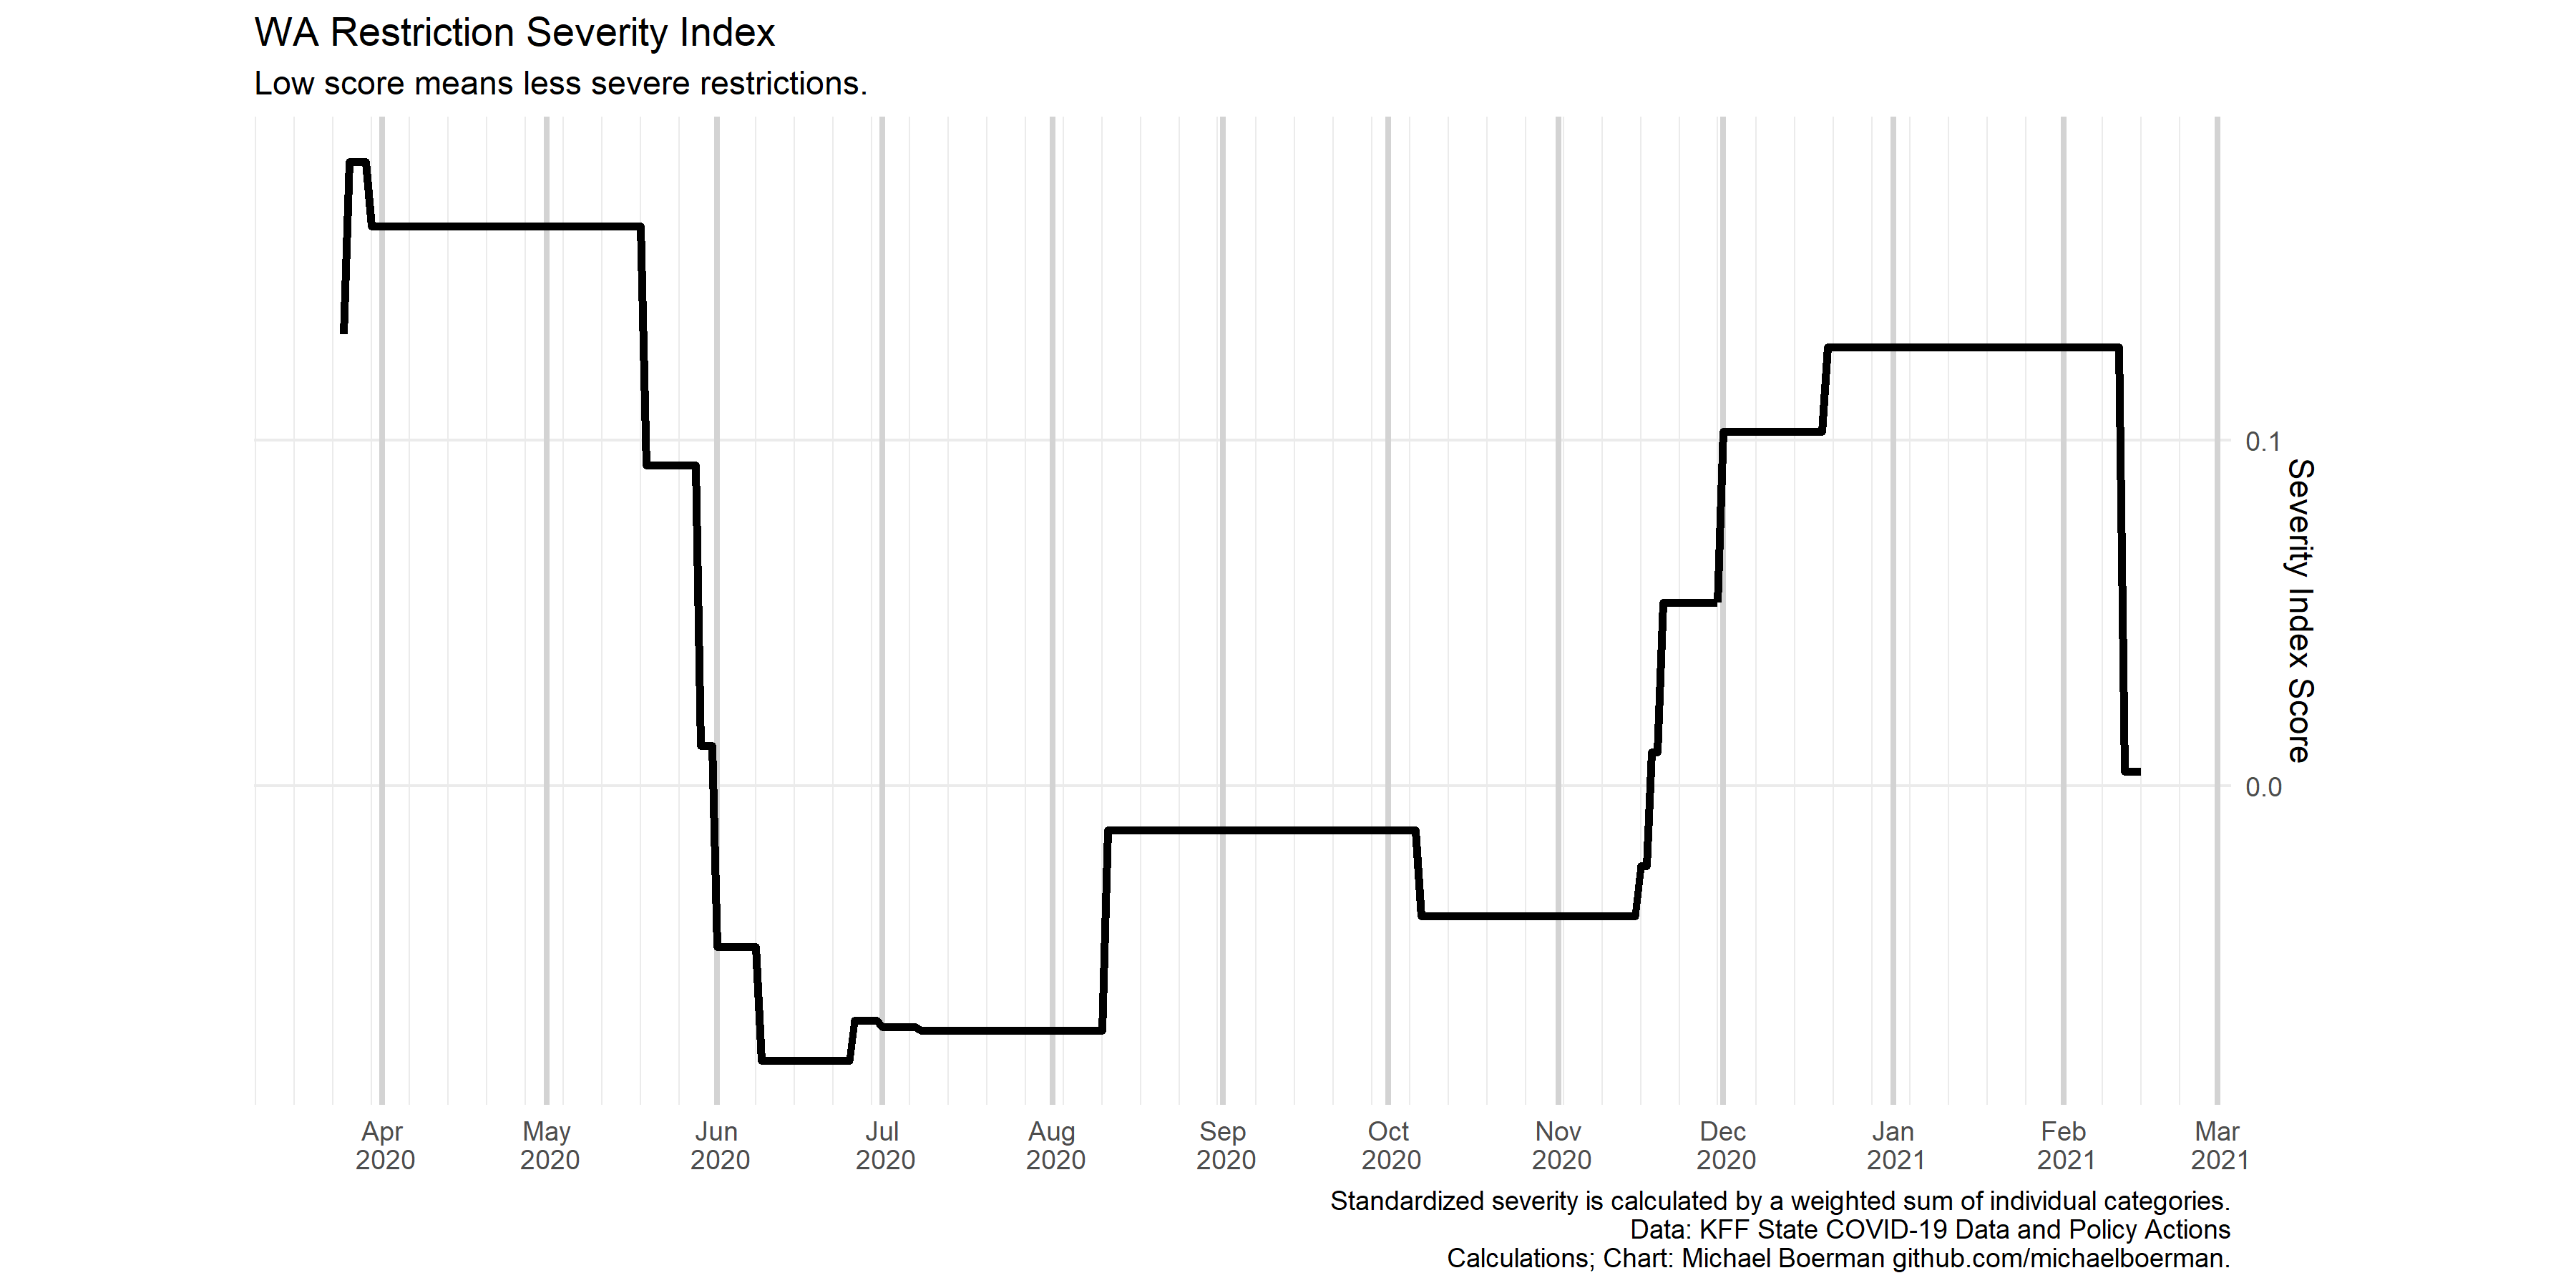 WA Restriction Severity Index
Low score means less severe restrictions.
0.1
0.0
Severity Index Score
Apr May Jun Jul Aug Sep Oct Nov Dec Jan Feb Mar
2020 2020 2020 2020 2020 2020 2020 2020 2020 2021 2021 2021
Standardized severity is calculated by a weighted sum of individual categories.
Data: KFF State COVID-19 Data and Policy Actions
Calculations; Chart: Michael Boerman github.com/michaelboerman.